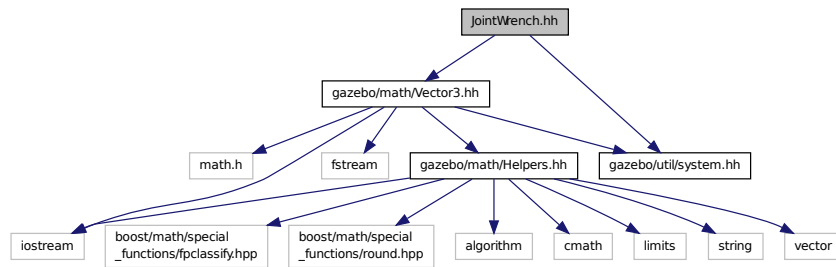 JointWrench.hh
gazebo/math/Vector3.hh
math.h
fstream
gazebo/math/Helpers.hh
gazebo/util/system.hh
iostream
boost/math/special
_functions/fpclassify.hpp
boost/math/special
_functions/round.hpp
algorithm
cmath
limits
string
vector